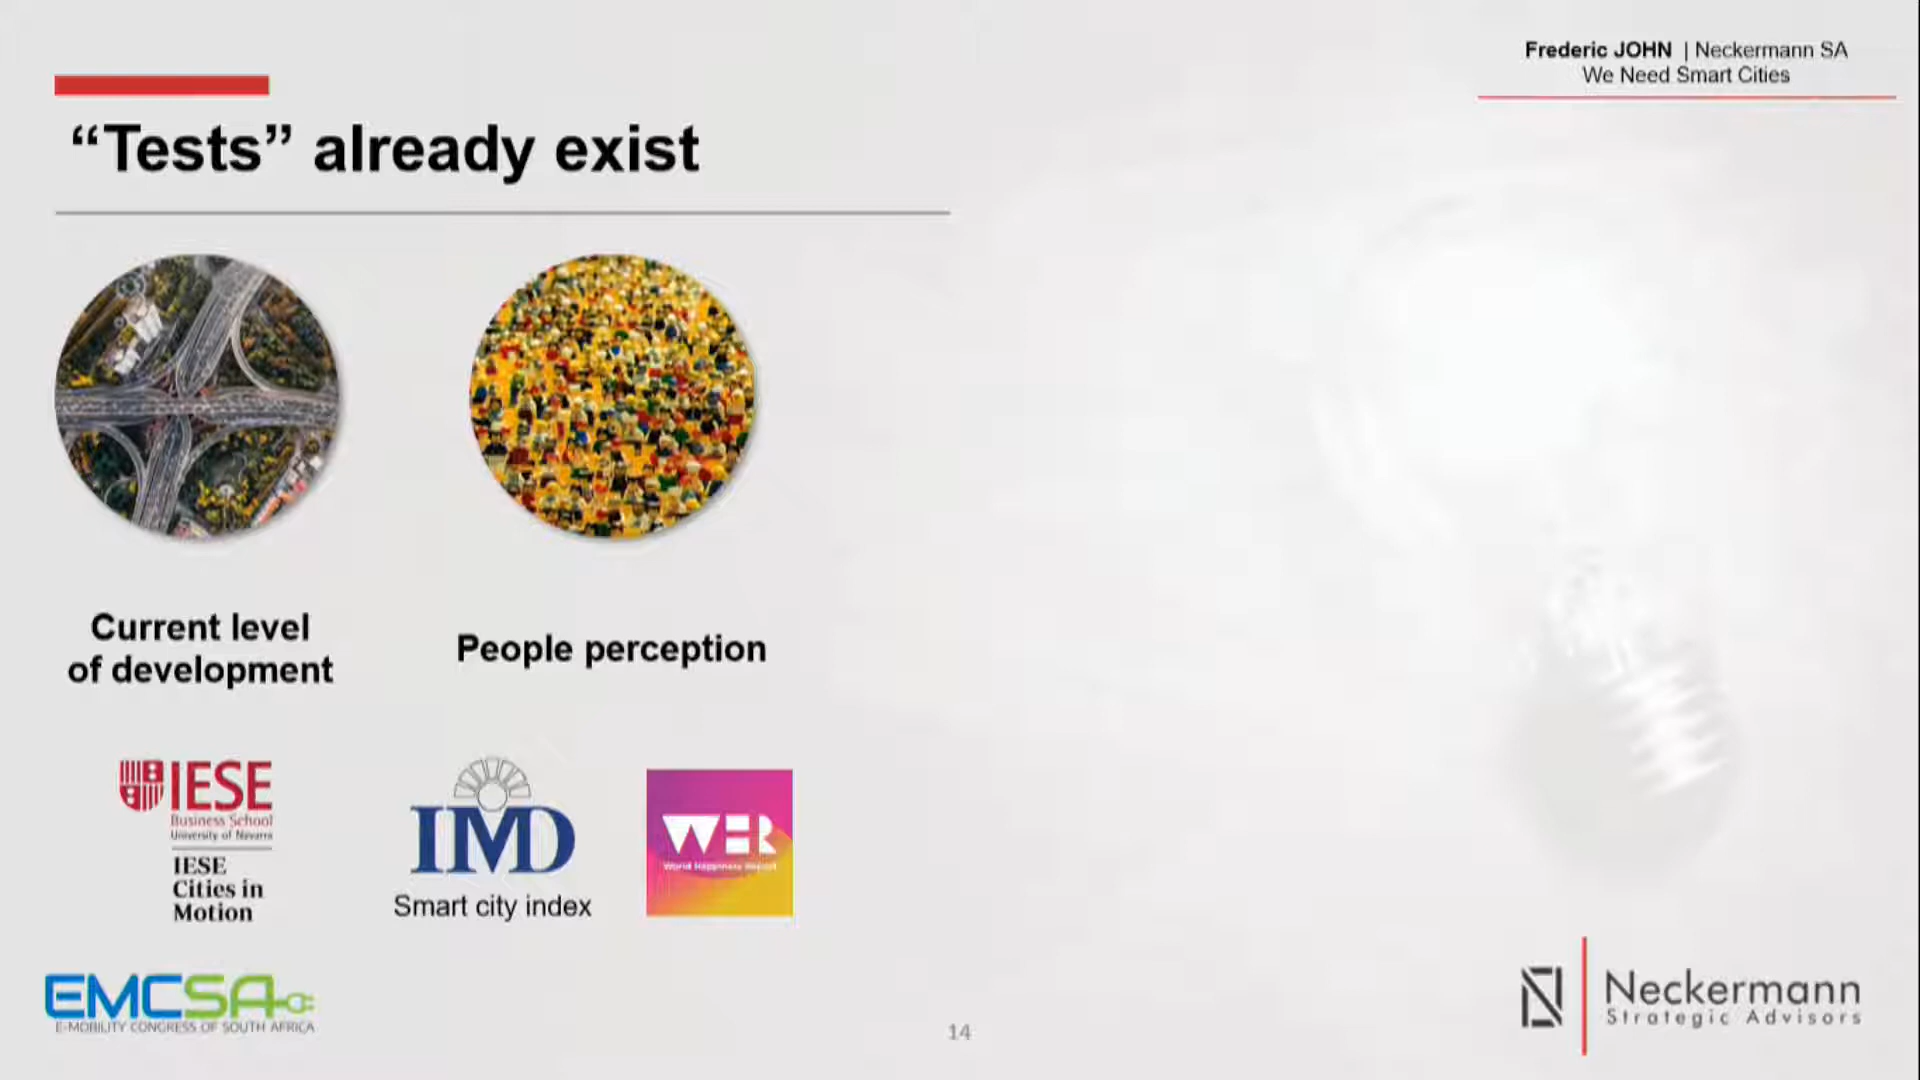 Frederic JOHN | Neckermann SA
We Need Smart Cities
“Tests” already exist
Current level
of development
People perception
IESE
Business School
University of Navarra
IESE
Cities in
Motion
IMD
Smart city index
WHR
World Happiness Report
EMCSA
E-MOBILITY CONGRESS OF SOUTH AFRICA
14
Neckermann
Strategic Advisors